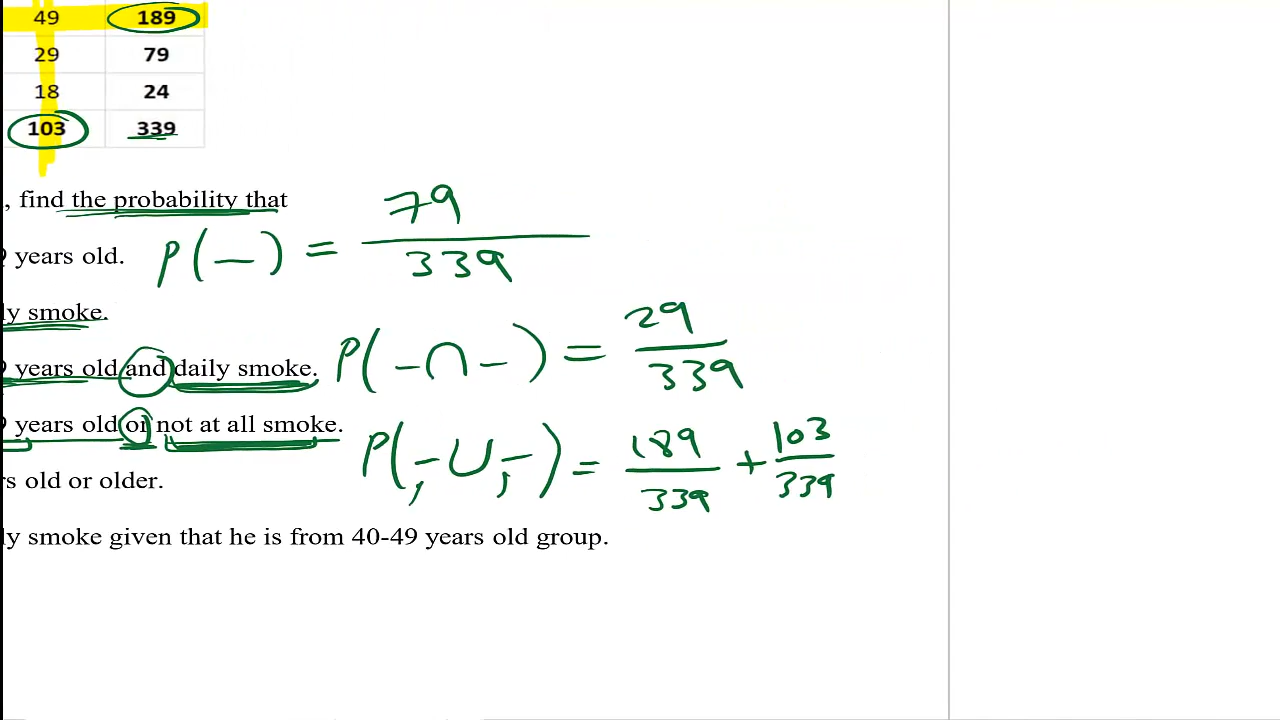 49 189
29 79
18 24
103 339
, find the probability that
years old. P(—) = 79/339
ly smoke.
years old and daily smoke. P(-∩-) = 29/339
years old or not at all smoke. P(-∪-) = 189/339 + 103/339
rs old or older.
ly smoke given that he is from 40-49 years old group.